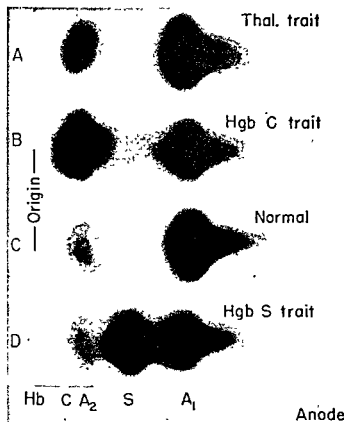 Thal. trait
A
Hgb C trait
B
Origin
Normal
C
Hgb S trait
D
Hb C A2 S A1
Anode